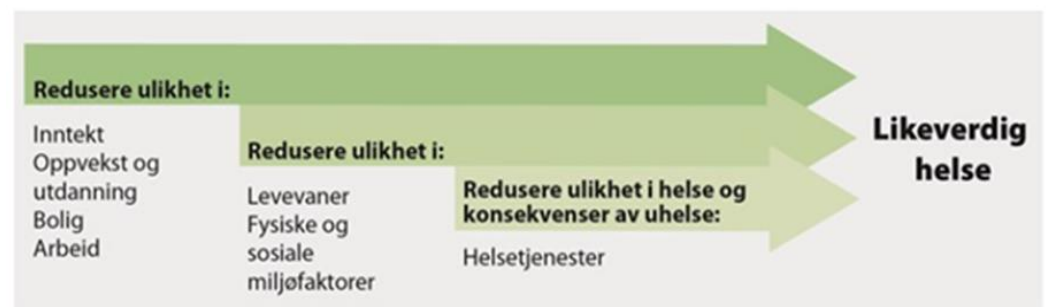 Redusere ulikhet i:
Inntekt
Oppvekst og
utdanning
Bolig
Arbeid
Redusere ulikhet i:
Levevaner
Fysiske og
sosiale
miljøfaktorer
Redusere ulikhet i helse og
konsekvenser av uhelse:
Helsetjenester
Likeverdig
helse